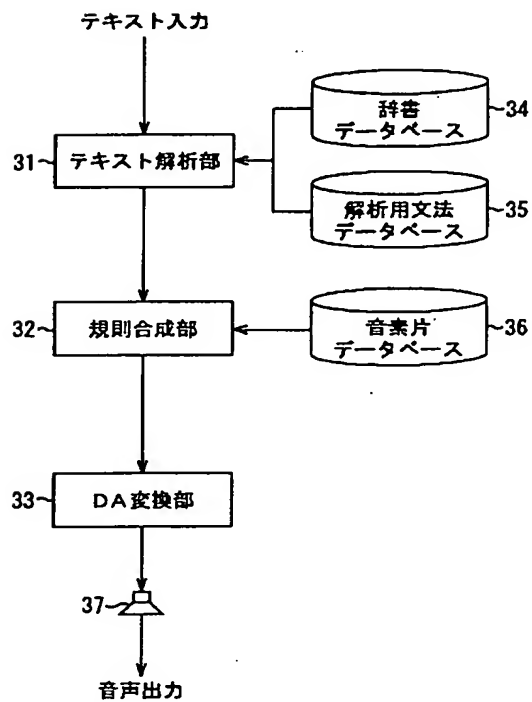 テキスト入力
辞書
データベース
34
31
テキスト解析部
解析用文法
データベース
35
32
規則合成部
音素片
データベース
36
33
DA変換部
37
音声出力